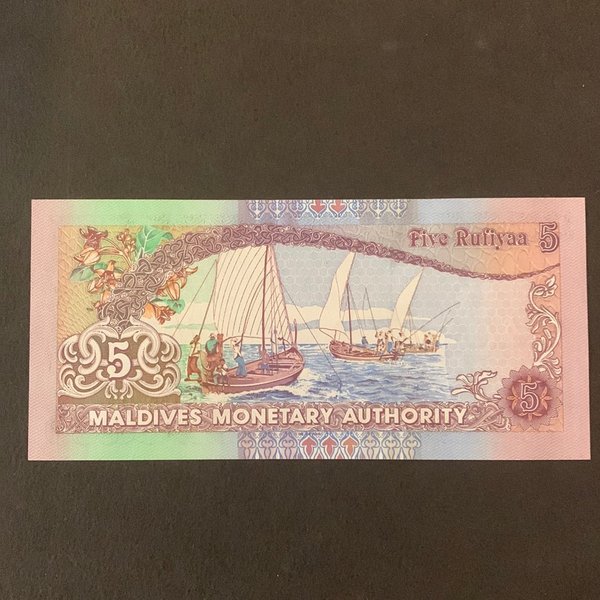 Five Rufiyaa 5
5
5
MALDIVES MONETARY AUTHORITY